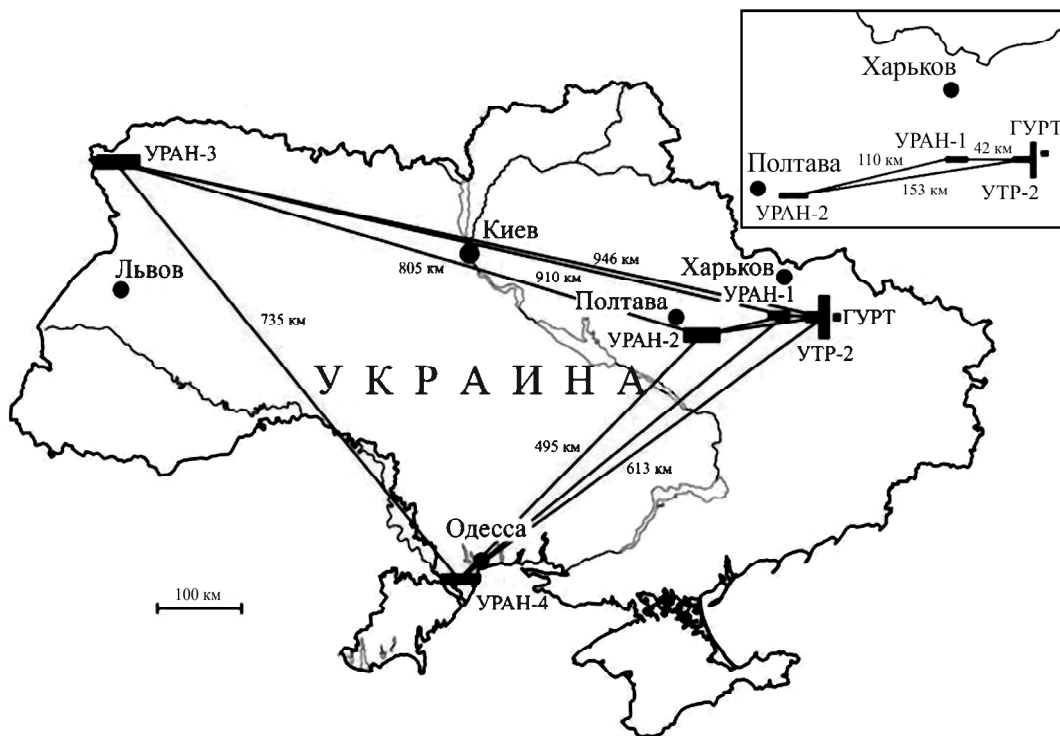 Харьков
ГУРТ
УРАН-1
42 км
Полтава
110 км
153 км
УТР-2
УРАН-2
УРАН-3
Киев
946 км
805 км
910 км
Харьков
Львов
УРАН-1
Полтава
ГУРТ
735 км
УРАН-2
УТР-2
УКРАИНА
495 км
613 км
Одесса
УРАН-4
100 км